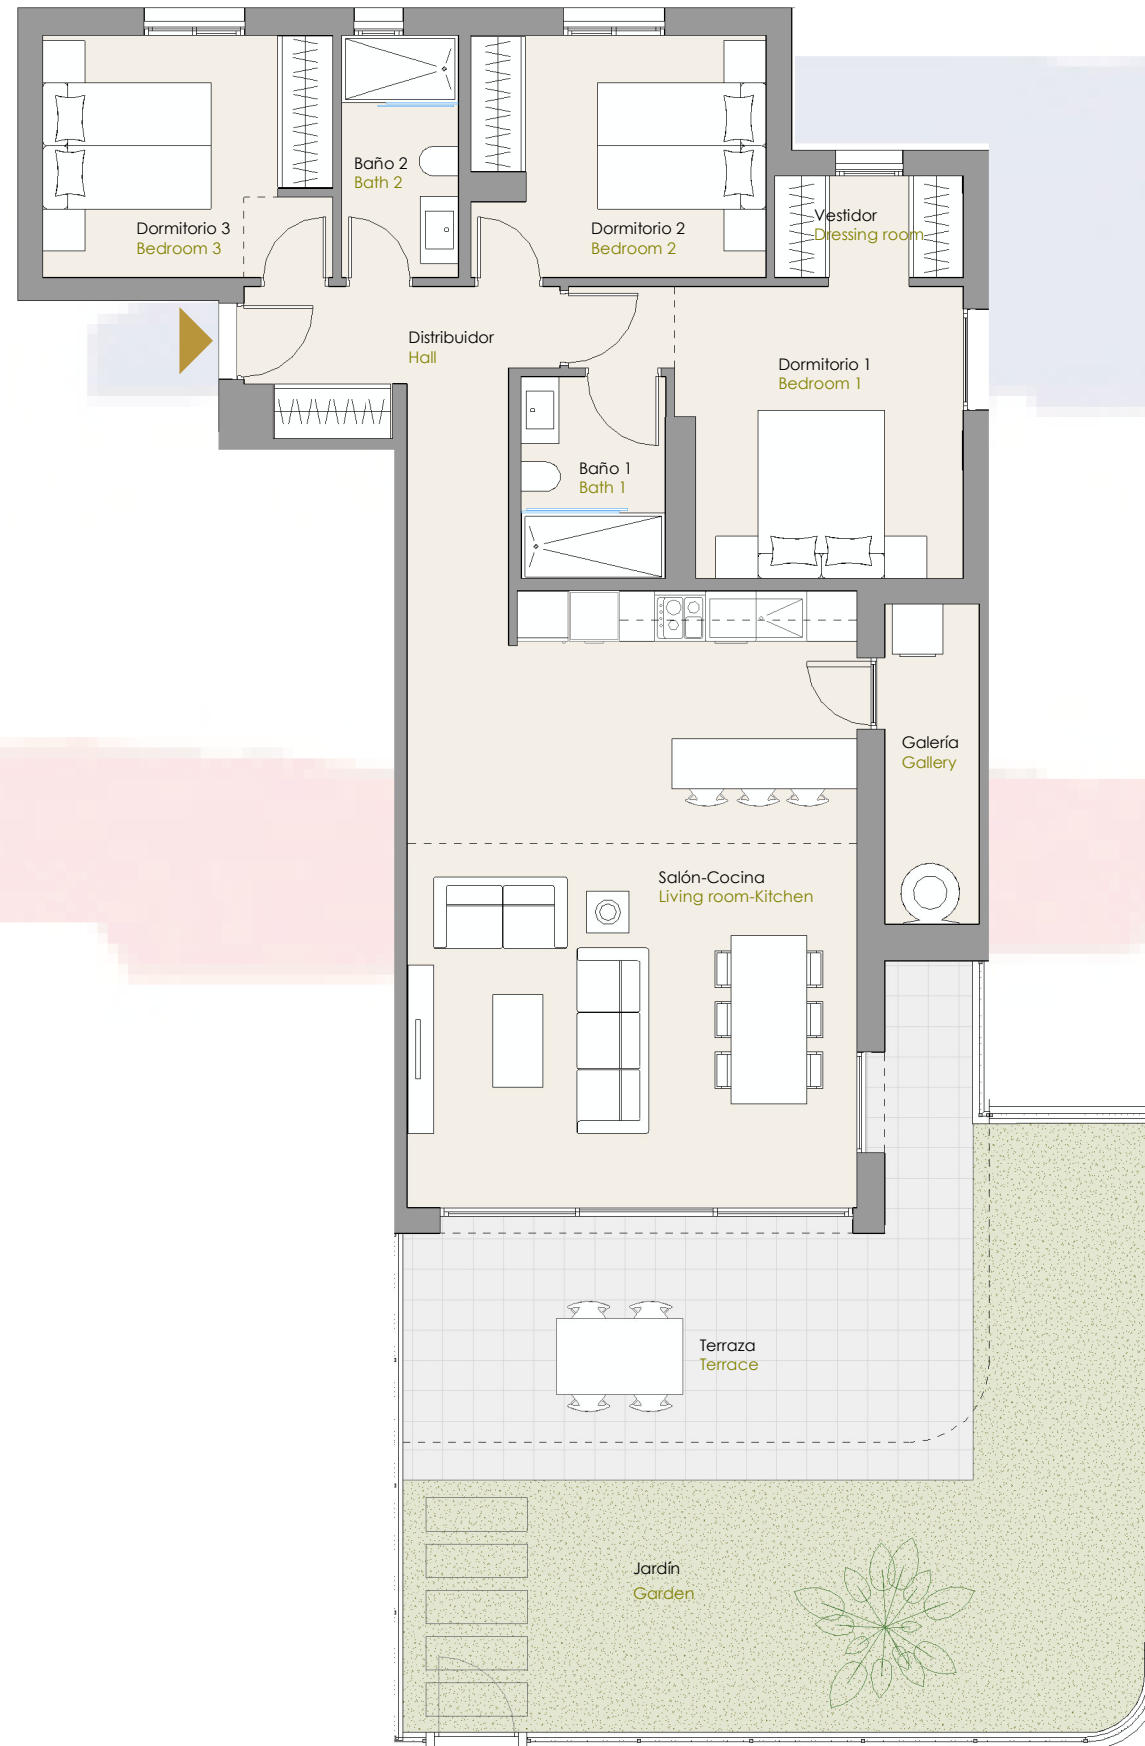 Baño 2
Bath 2
Vestidor
Dressing room
Dormitorio 3
Bedroom 3
Dormitorio 2
Bedroom 2
Distribuidor
Hall
Dormitorio 1
Bedroom 1
Baño 1
Bath 1
Galería
Gallery
Salón-Cocina
Living room-Kitchen
Terraza
Terrace
Jardín
Garden